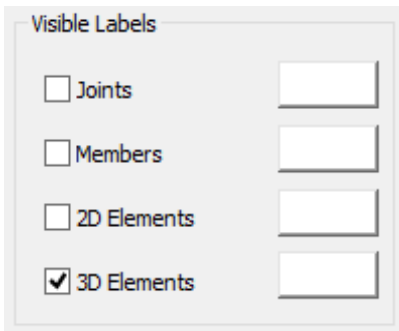 Visible Labels
Joints
Members
2D Elements
3D Elements